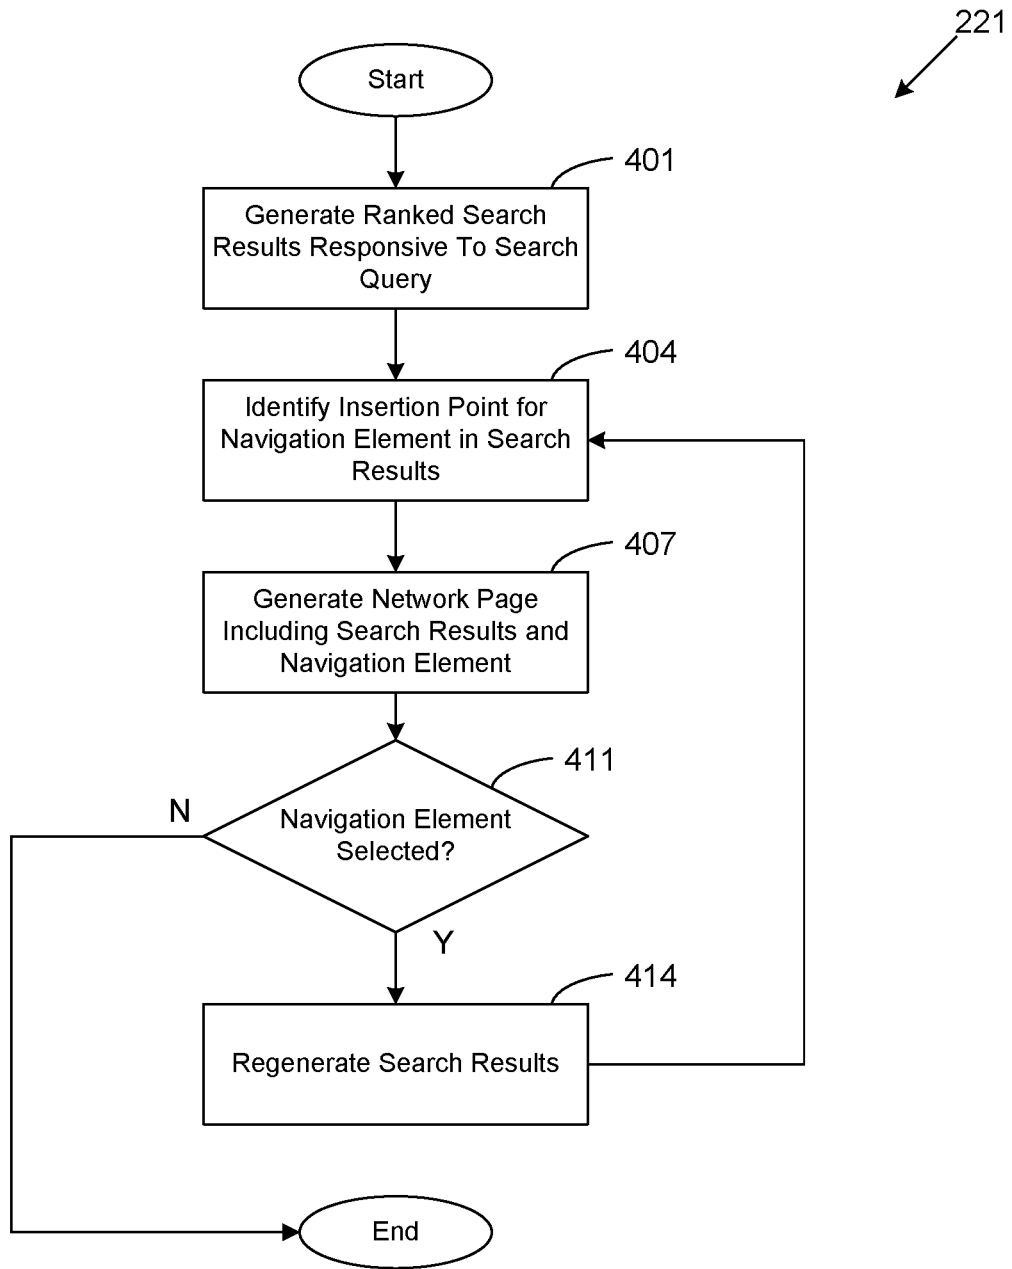 221
Start
401
Generate Ranked Search
Results Responsive To Search
Query
404
Identify Insertion Point for
Navigation Element in Search
Results
407
Generate Network Page
Including Search Results and
Navigation Element
411
N
Navigation Element
Selected?
Y
414
Regenerate Search Results
End